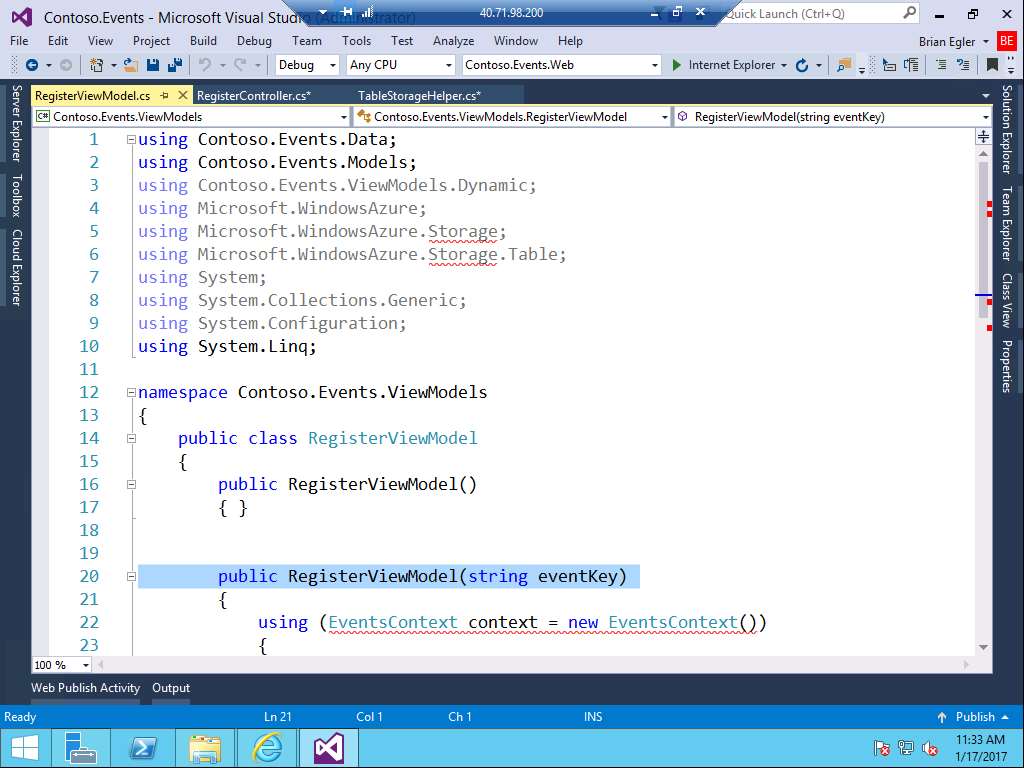 Contoso.Events - Microsoft Visual Studio (Administrator)
40.71.98.200
Quick Launch (Ctrl+Q)
File Edit View Project Build Debug Team Tools Test Analyze Window Help
Brian Egler BE
Debug Any CPU Contoso.Events.Web Internet Explorer
RegisterViewModel.cs RegisterController.cs* TableStorageHelper.cs*
C# Contoso.Events.ViewModels Contoso.Events.ViewModels.RegisterViewModel RegisterViewModel(string eventKey)
Server Explorer
Toolbox
Cloud Explorer
1 using Contoso.Events.Data;
2 using Contoso.Events.Models;
3 using Contoso.Events.ViewModels.Dynamic;
4 using Microsoft.WindowsAzure;
5 using Microsoft.WindowsAzure.Storage;
6 using Microsoft.WindowsAzure.Storage.Table;
7 using System;
8 using System.Collections.Generic;
9 using System.Configuration;
10 using System.Linq;
11
12 namespace Contoso.Events.ViewModels
13 {
14 public class RegisterViewModel
15 {
16 public RegisterViewModel()
17 { }
18
19
20 public RegisterViewModel(string eventKey)
21 {
22 using (EventsContext context = new EventsContext())
23 {
Solution Explorer
Team Explorer
Class View
Properties
100 %
Web Publish Activity Output
Ready Ln 21 Col 1 Ch 1 INS Publish
11:33 AM
1/17/2017